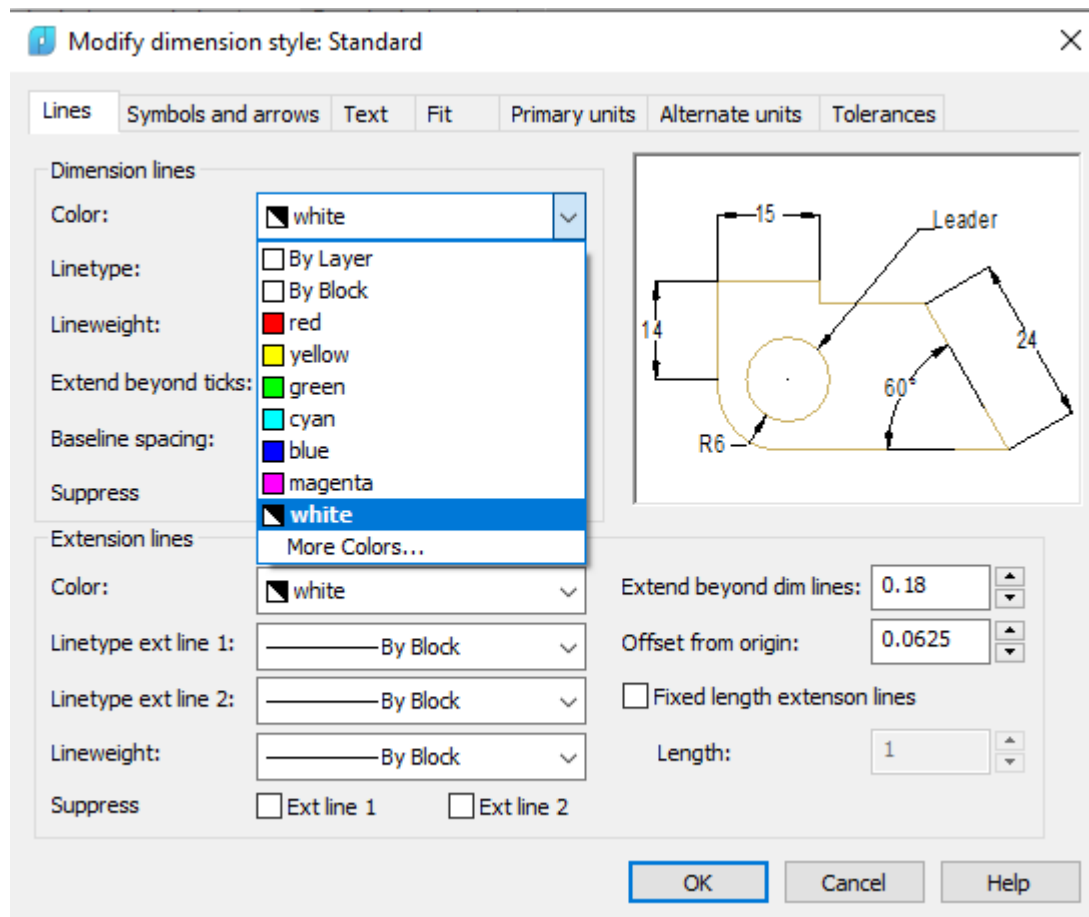 Modify dimension style: Standard
Lines Symbols and arrows Text Fit Primary units Alternate units Tolerances
Dimension lines
Color: white
By Layer
Linetype:
By Block
Lineweight:
red
yellow
Extend beyond ticks:
green
cyan
Baseline spacing:
blue
magenta
Suppress
white
More Colors...
15
Leader
14
24
60°
R6
Extension lines
Color: white
Extend beyond dim lines: 0.18
Linetype ext line 1: By Block
Offset from origin: 0.0625
Linetype ext line 2: By Block
Fixed length extenson lines
Lineweight: By Block
Length: 1
Suppress Ext line 1 Ext line 2
OK Cancel Help